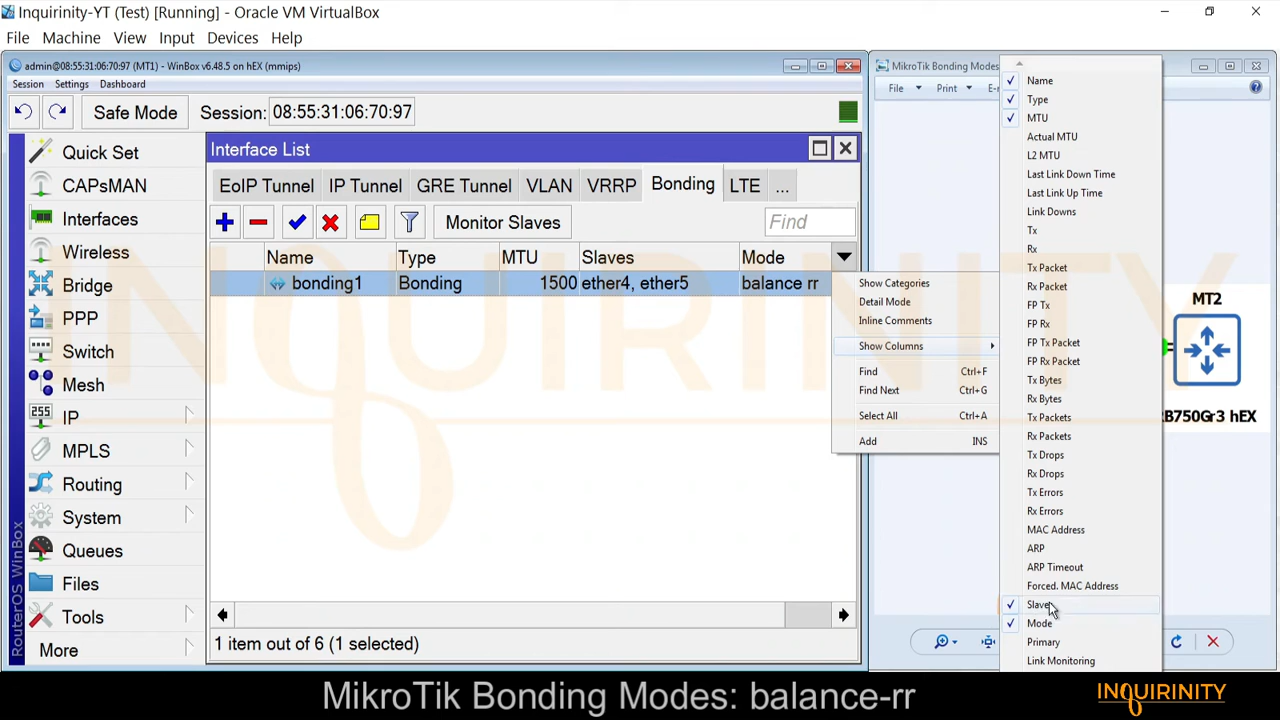 Inquirinity-YT (Test) [Running] - Oracle VM VirtualBox
File Machine View Input Devices Help
admin@08:55:31:06:70:97 (MT1) - WinBox v6.48.5 on hEX (mmips)
Session Settings Dashboard
Safe Mode Session: 08:55:31:06:70:97
Quick Set
CAPsMAN
Interfaces
Wireless
Bridge
PPP
Switch
Mesh
255 IP
MPLS
Routing
System
Queues
Files
Tools
More
RouterOS WinBox
Interface List
EoIP Tunnel IP Tunnel GRE Tunnel VLAN VRRP Bonding LTE ...
Monitor Slaves Find
Name Type MTU Slaves Mode
bonding1 Bonding 1500 ether4, ether5 balance rr
1 item out of 6 (1 selected)
Show Categories
Detail Mode
Inline Comments
Show Columns
Find Ctrl+F
Find Next Ctrl+G
Select All Ctrl+A
Add INS
MikroTik Bonding Modes
File Print E-
Name
Type
MTU
Actual MTU
L2 MTU
Last Link Down Time
Last Link Up Time
Link Downs
Tx
Rx
Tx Packet
Rx Packet
FP Tx
FP Rx
FP Tx Packet
FP Rx Packet
Tx Bytes
Rx Bytes
Tx Packets
Rx Packets
Tx Drops
Rx Drops
Tx Errors
Rx Errors
MAC Address
ARP
ARP Timeout
Forced. MAC Address
Slaves
Mode
Primary
Link Monitoring
MT2
RB750Gr3 hEX
INQUIRINITY
MikroTik Bonding Modes: balance-rr
INQUIRINITY